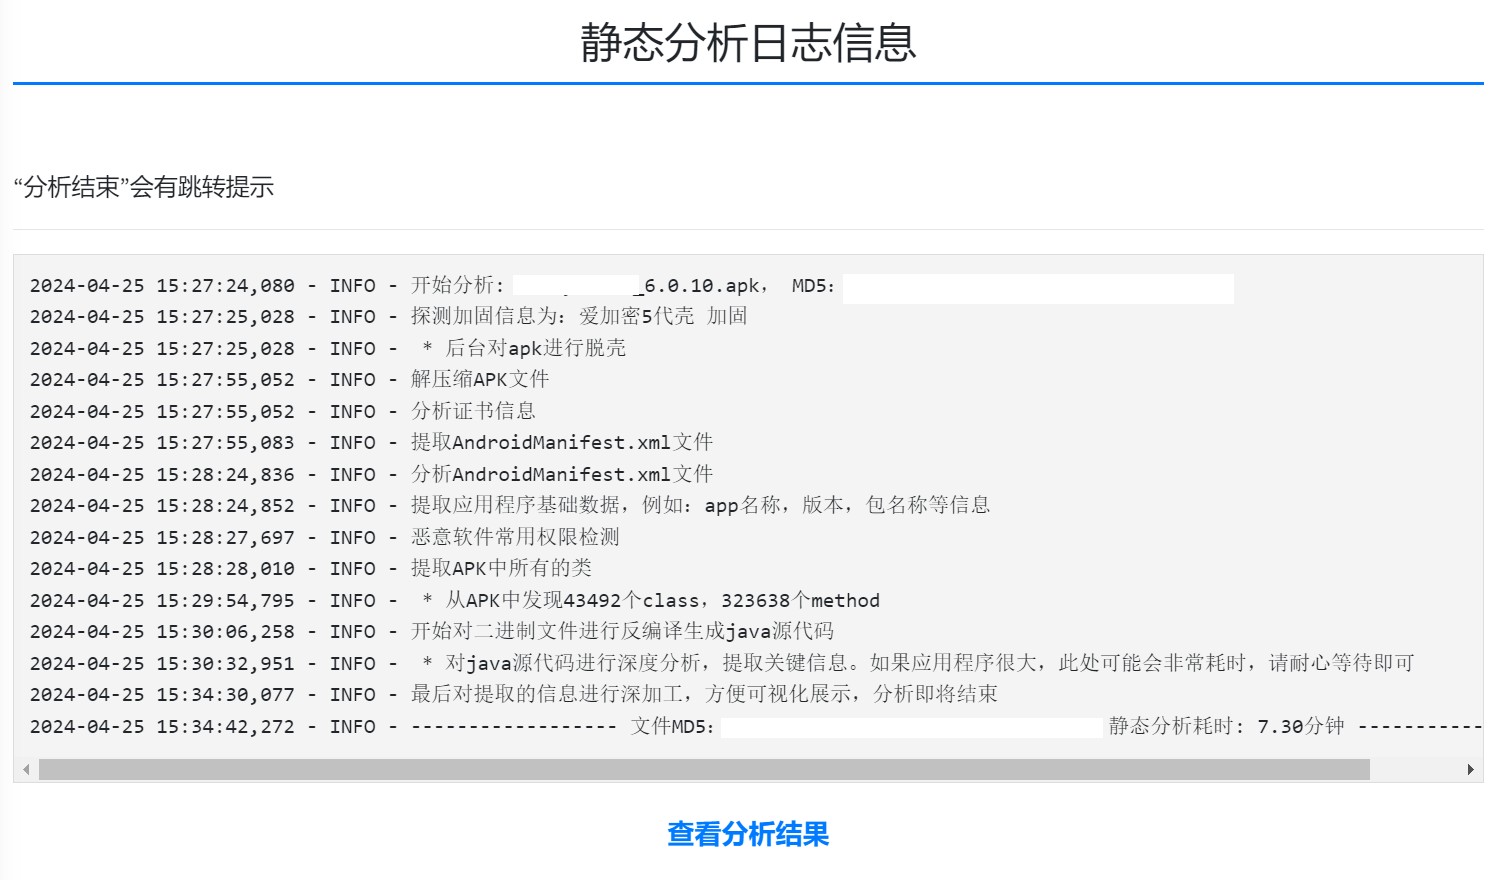 静态分析日志信息
“分析结束”会有跳转提示
2024-04-25 15:27:24,080 - INFO - 开始分析: _6.0.10.apk, MD5:
2024-04-25 15:27:25,028 - INFO - 探测加固信息为: 爱加密5代壳 加固
2024-04-25 15:27:25,028 - INFO -  * 后台对apk进行脱壳
2024-04-25 15:27:55,052 - INFO - 解压缩APK文件
2024-04-25 15:27:55,052 - INFO - 分析证书信息
2024-04-25 15:27:55,083 - INFO - 提取AndroidManifest.xml文件
2024-04-25 15:28:24,836 - INFO - 分析AndroidManifest.xml文件
2024-04-25 15:28:24,852 - INFO - 提取应用程序基础数据，例如: app名称，版本，包名称等信息
2024-04-25 15:28:27,697 - INFO - 恶意软件常用权限检测
2024-04-25 15:28:28,010 - INFO - 提取APK中所有的类
2024-04-25 15:29:54,795 - INFO -  * 从APK中发现43492个class，323638个method
2024-04-25 15:30:06,258 - INFO - 开始对二进制文件进行反编译生成java源代码
2024-04-25 15:30:32,951 - INFO -  * 对java源代码进行深度分析，提取关键信息。如果应用程序很大，此处可能会非常耗时，请耐心等待即可
2024-04-25 15:34:30,077 - INFO - 最后对提取的信息进行深加工，方便可视化展示，分析即将结束
2024-04-25 15:34:42,272 - INFO - ------------------ 文件MD5: 静态分析耗时: 7.30分钟 -----------
查看分析结果